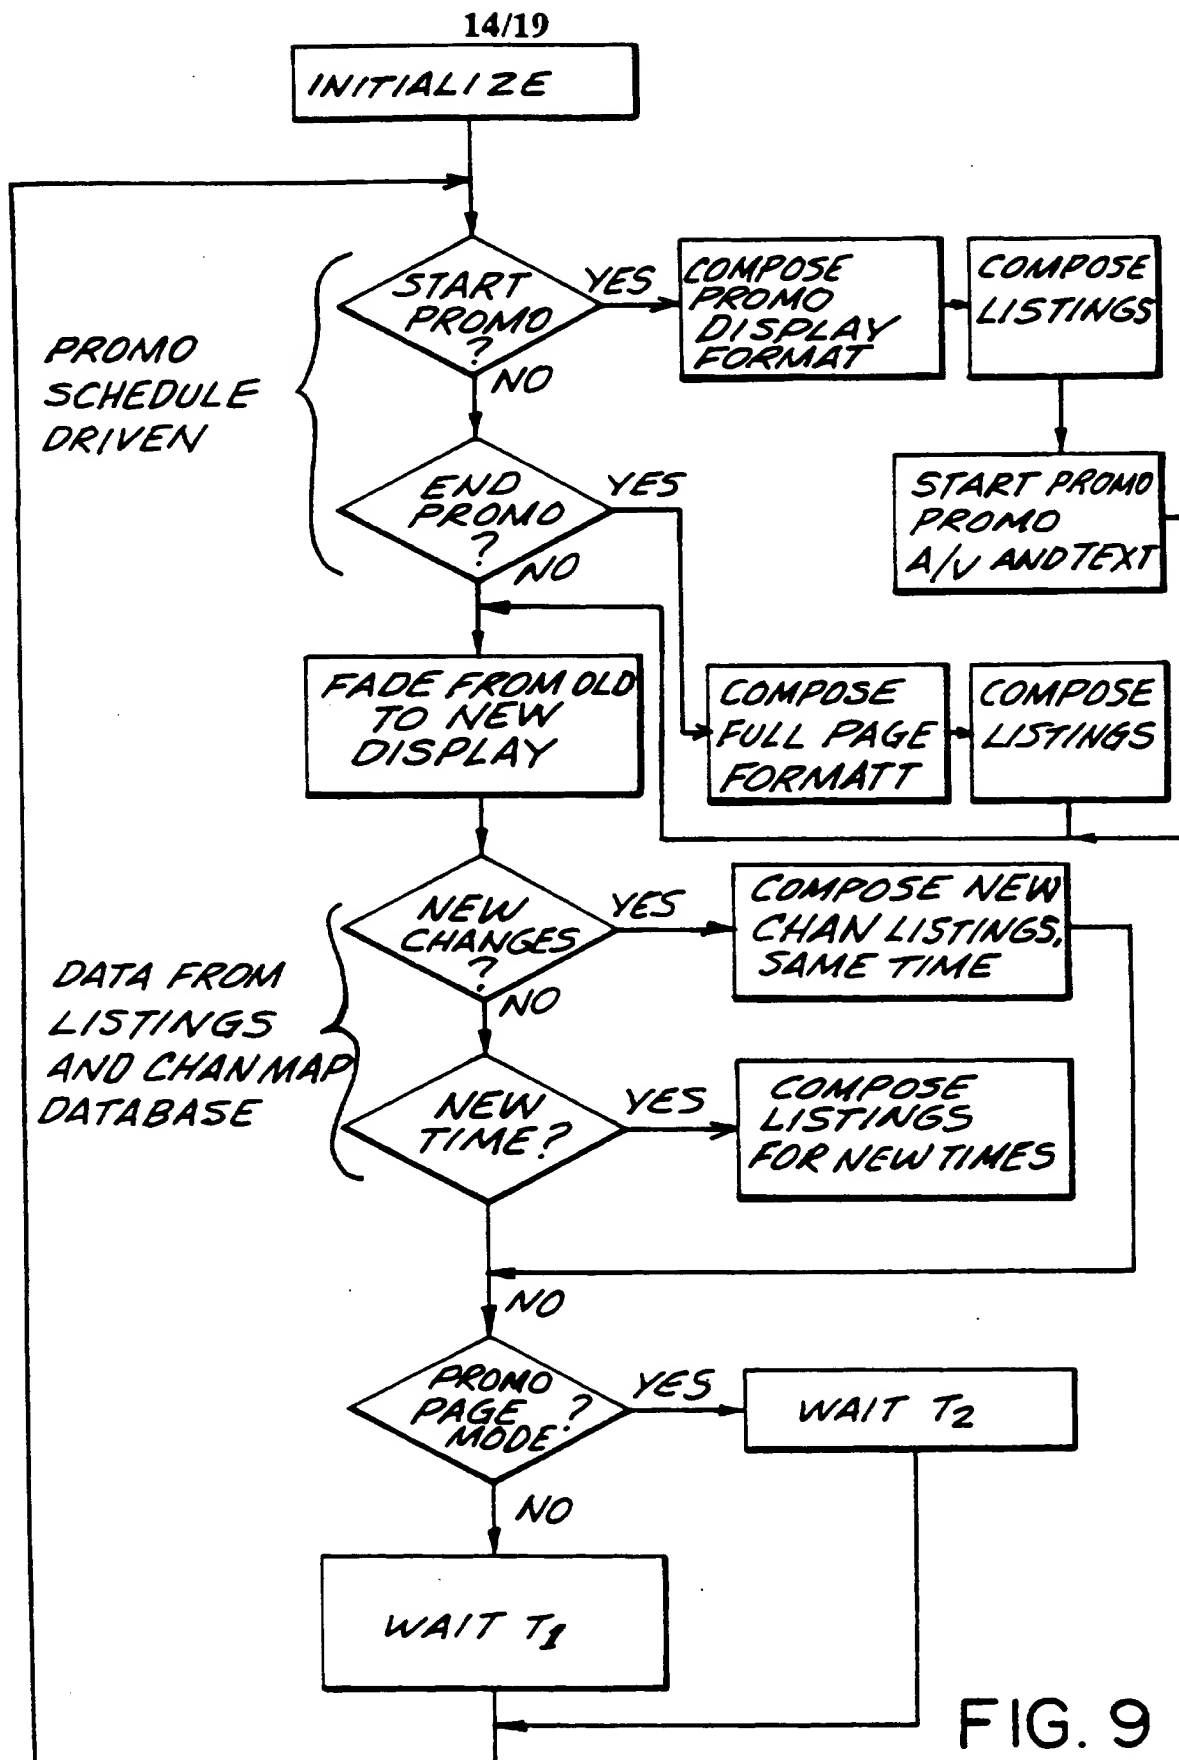 14/19
INITIALIZE
START
PROMO
?
YES
NO
COMPOSE
PROMO
DISPLAY
FORMAT
COMPOSE
LISTINGS
PROMO
SCHEDULE
DRIVEN
END
PROMO
?
YES
NO
START PROMO
PROMO
A/V AND TEXT
FADE FROM OLD
TO NEW
DISPLAY
COMPOSE
FULL PAGE
FORMATT
COMPOSE
LISTINGS
NEW
CHANGES
?
YES
NO
COMPOSE NEW
CHAN LISTINGS,
SAME TIME
DATA FROM
LISTINGS
AND CHAN MAP
DATABASE
NEW
TIME?
YES
COMPOSE
LISTINGS
FOR NEW TIMES
NO
PROMO
PAGE ?
MODE
YES
NO
WAIT T2
WAIT T1
FIG. 9